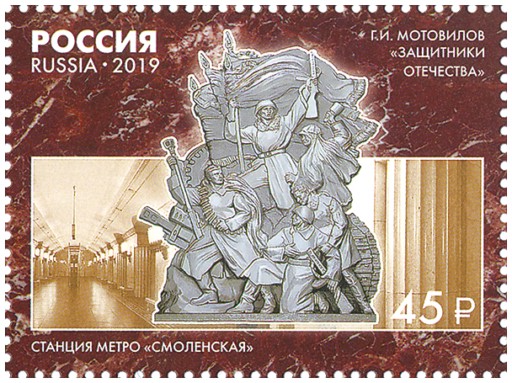 РОССИЯ
RUSSIA • 2019
Г.И. МОТОВИЛОВ
«ЗАЩИТНИКИ
ОТЕЧЕСТВА»
45 ₽
СТАНЦИЯ МЕТРО «СМОЛЕНСКАЯ»